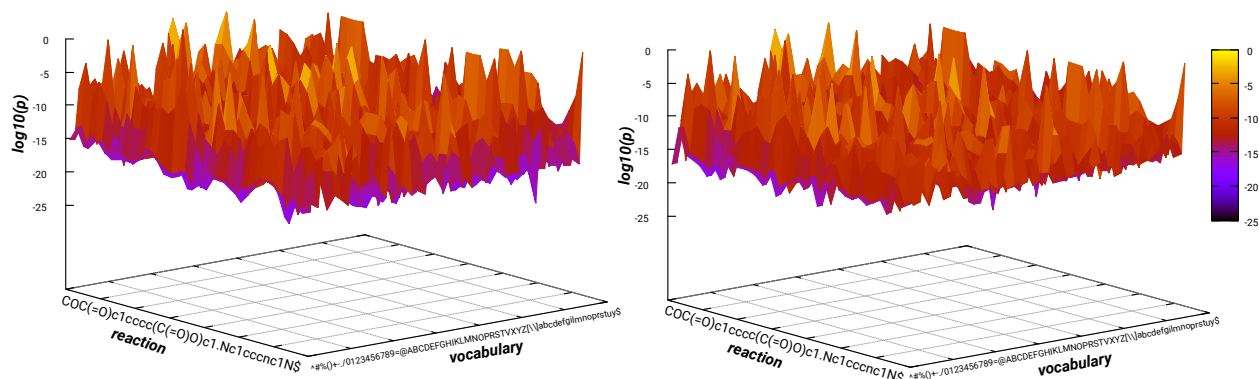 0
-5
-10
-15
-20
-25
log10(p)
COC(=O)c1cccc(C(=O)O)c1.Nc1cccnc1N$
reaction
^#%()+-./0123456789=@ABCDEFGHIKLMNOPRSTVXYZ[\\]abcdefgilmnoprstuy$
vocabulary
0
-5
-10
-15
-20
-25
log10(p)
COC(=O)c1cccc(C(=O)O)c1.Nc1cccnc1N$
reaction
^#%()+-./0123456789=@ABCDEFGHIKLMNOPRSTVXYZ[\\]abcdefgilmnoprstuy$
vocabulary
0
-5
-10
-15
-20
-25